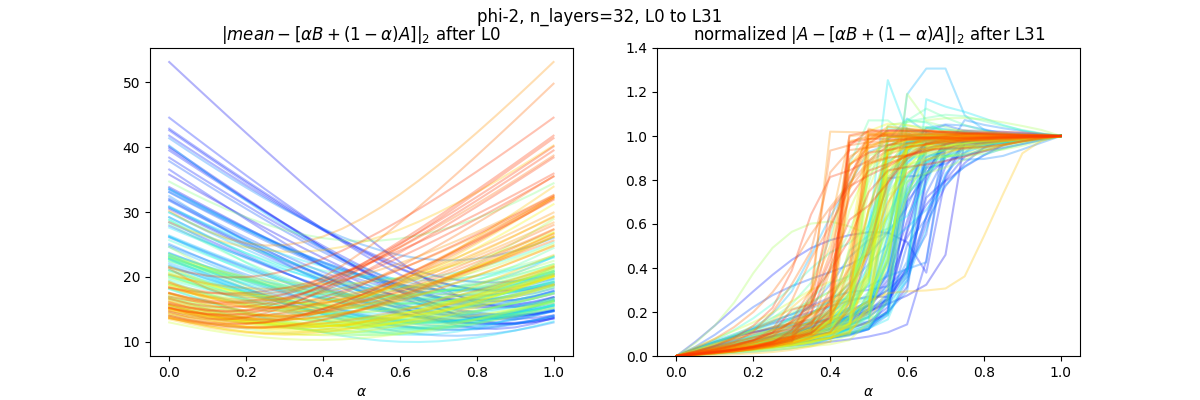 phi-2, n_layers=32, L0 to L31
|mean − [αB + (1 − α)A]|₂ after L0
normalized |A − [αB + (1 − α)A]|₂ after L31
50
40
30
20
10
0.0 0.2 0.4 0.6 0.8 1.0
α
1.4
1.2
1.0
0.8
0.6
0.4
0.2
0.0
0.0 0.2 0.4 0.6 0.8 1.0
α